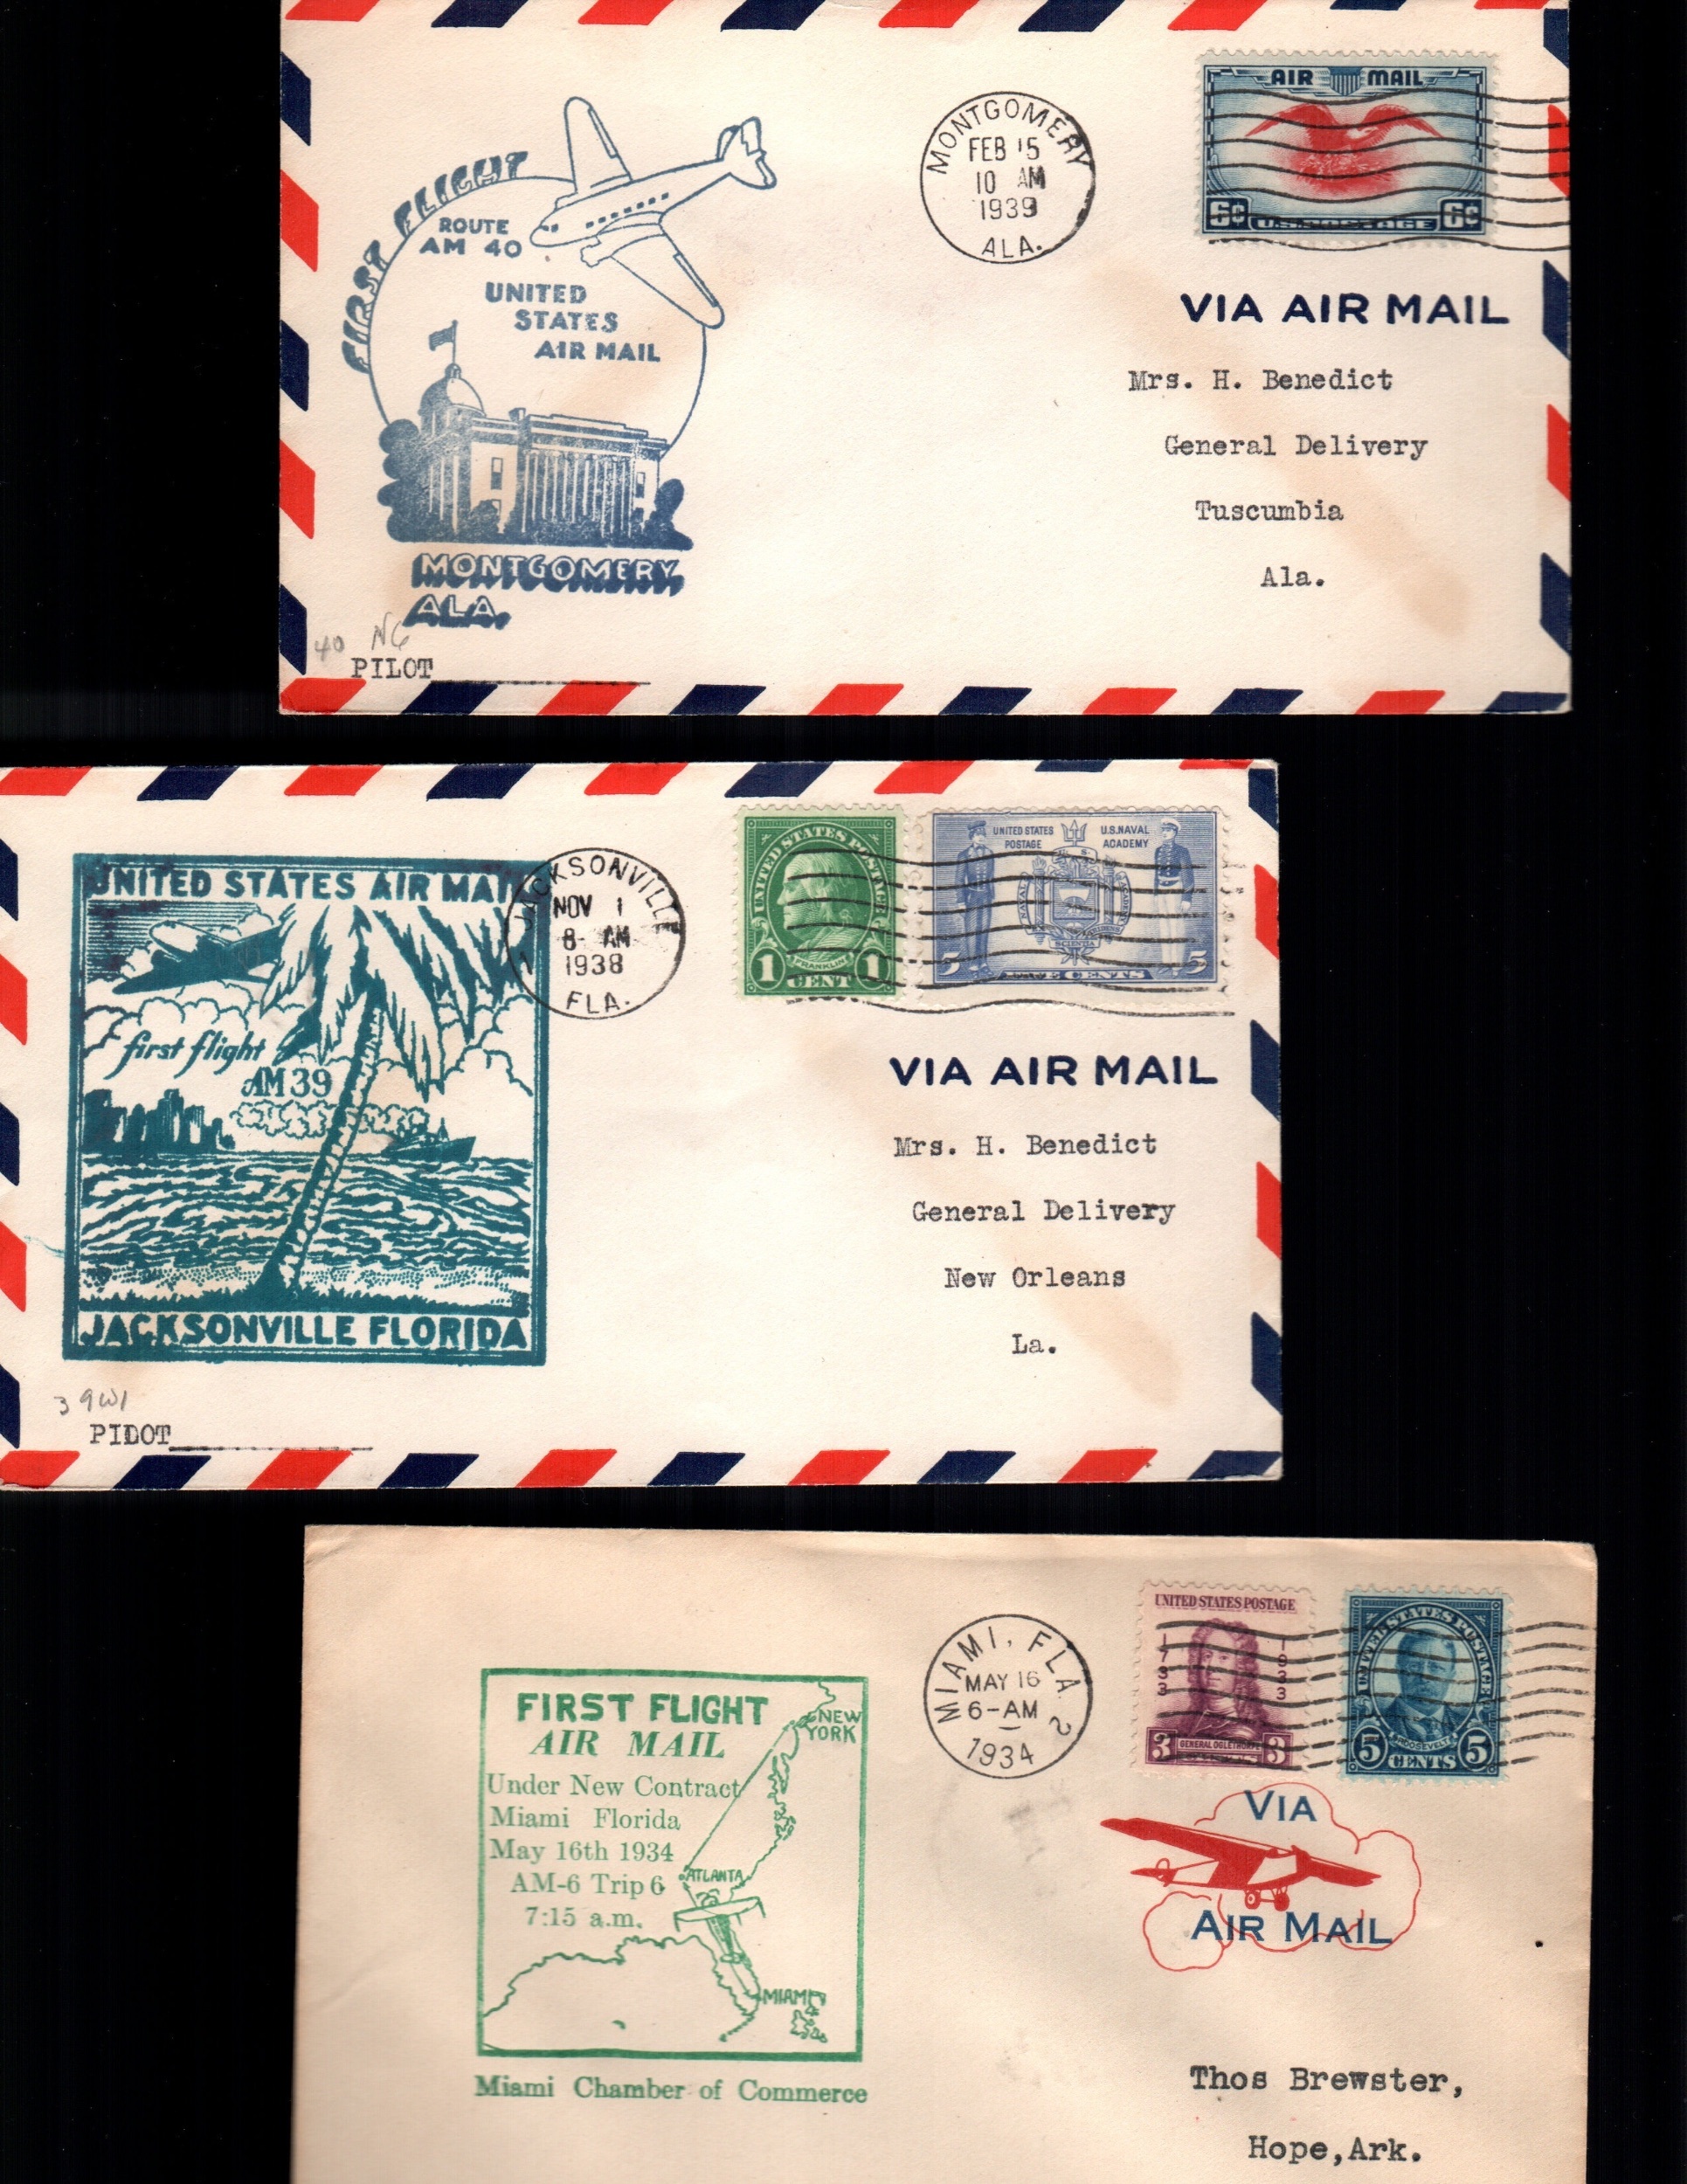 FIRST FLIGHT
ROUTE
AM 40
UNITED
STATES
AIR MAIL
MONTGOMERY,
ALA.
40 N6
PILOT
MONTGOMERY
FEB 15
10 AM
1939
ALA.
AIR MAIL
6¢ U.S. POSTAGE 6¢
VIA AIR MAIL
Mrs. H. Benedict
General Delivery
Tuscumbia
Ala.
UNITED STATES AIR MAIL
first flight
AM 39
JACKSONVILLE FLORIDA
39W1
PILOT
JACKSONVILLE
NOV 1
8- AM
1938
FLA.
UNITED STATES POSTAGE
FRANKLIN
1 CENT 1
UNITED STATES
POSTAGE
U.S. NAVAL
ACADEMY
5 FIVE CENTS 5
VIA AIR MAIL
Mrs. H. Benedict
General Delivery
New Orleans
La.
FIRST FLIGHT
AIR MAIL
Under New Contract
Miami Florida
May 16th 1934
AM-6 Trip 6
7:15 a.m.
NEW
YORK
ATLANTA
MIAMI
Miami Chamber of Commerce
MIAMI, FLA. 2
MAY 16
6-AM
1934
UNITED STATES POSTAGE
1733
1933
3 GENERAL OGLETHORPE 3
UNITED STATES POSTAGE
ROOSEVELT
5 CENTS 5
VIA
AIR MAIL
Thos Brewster,
Hope,Ark.